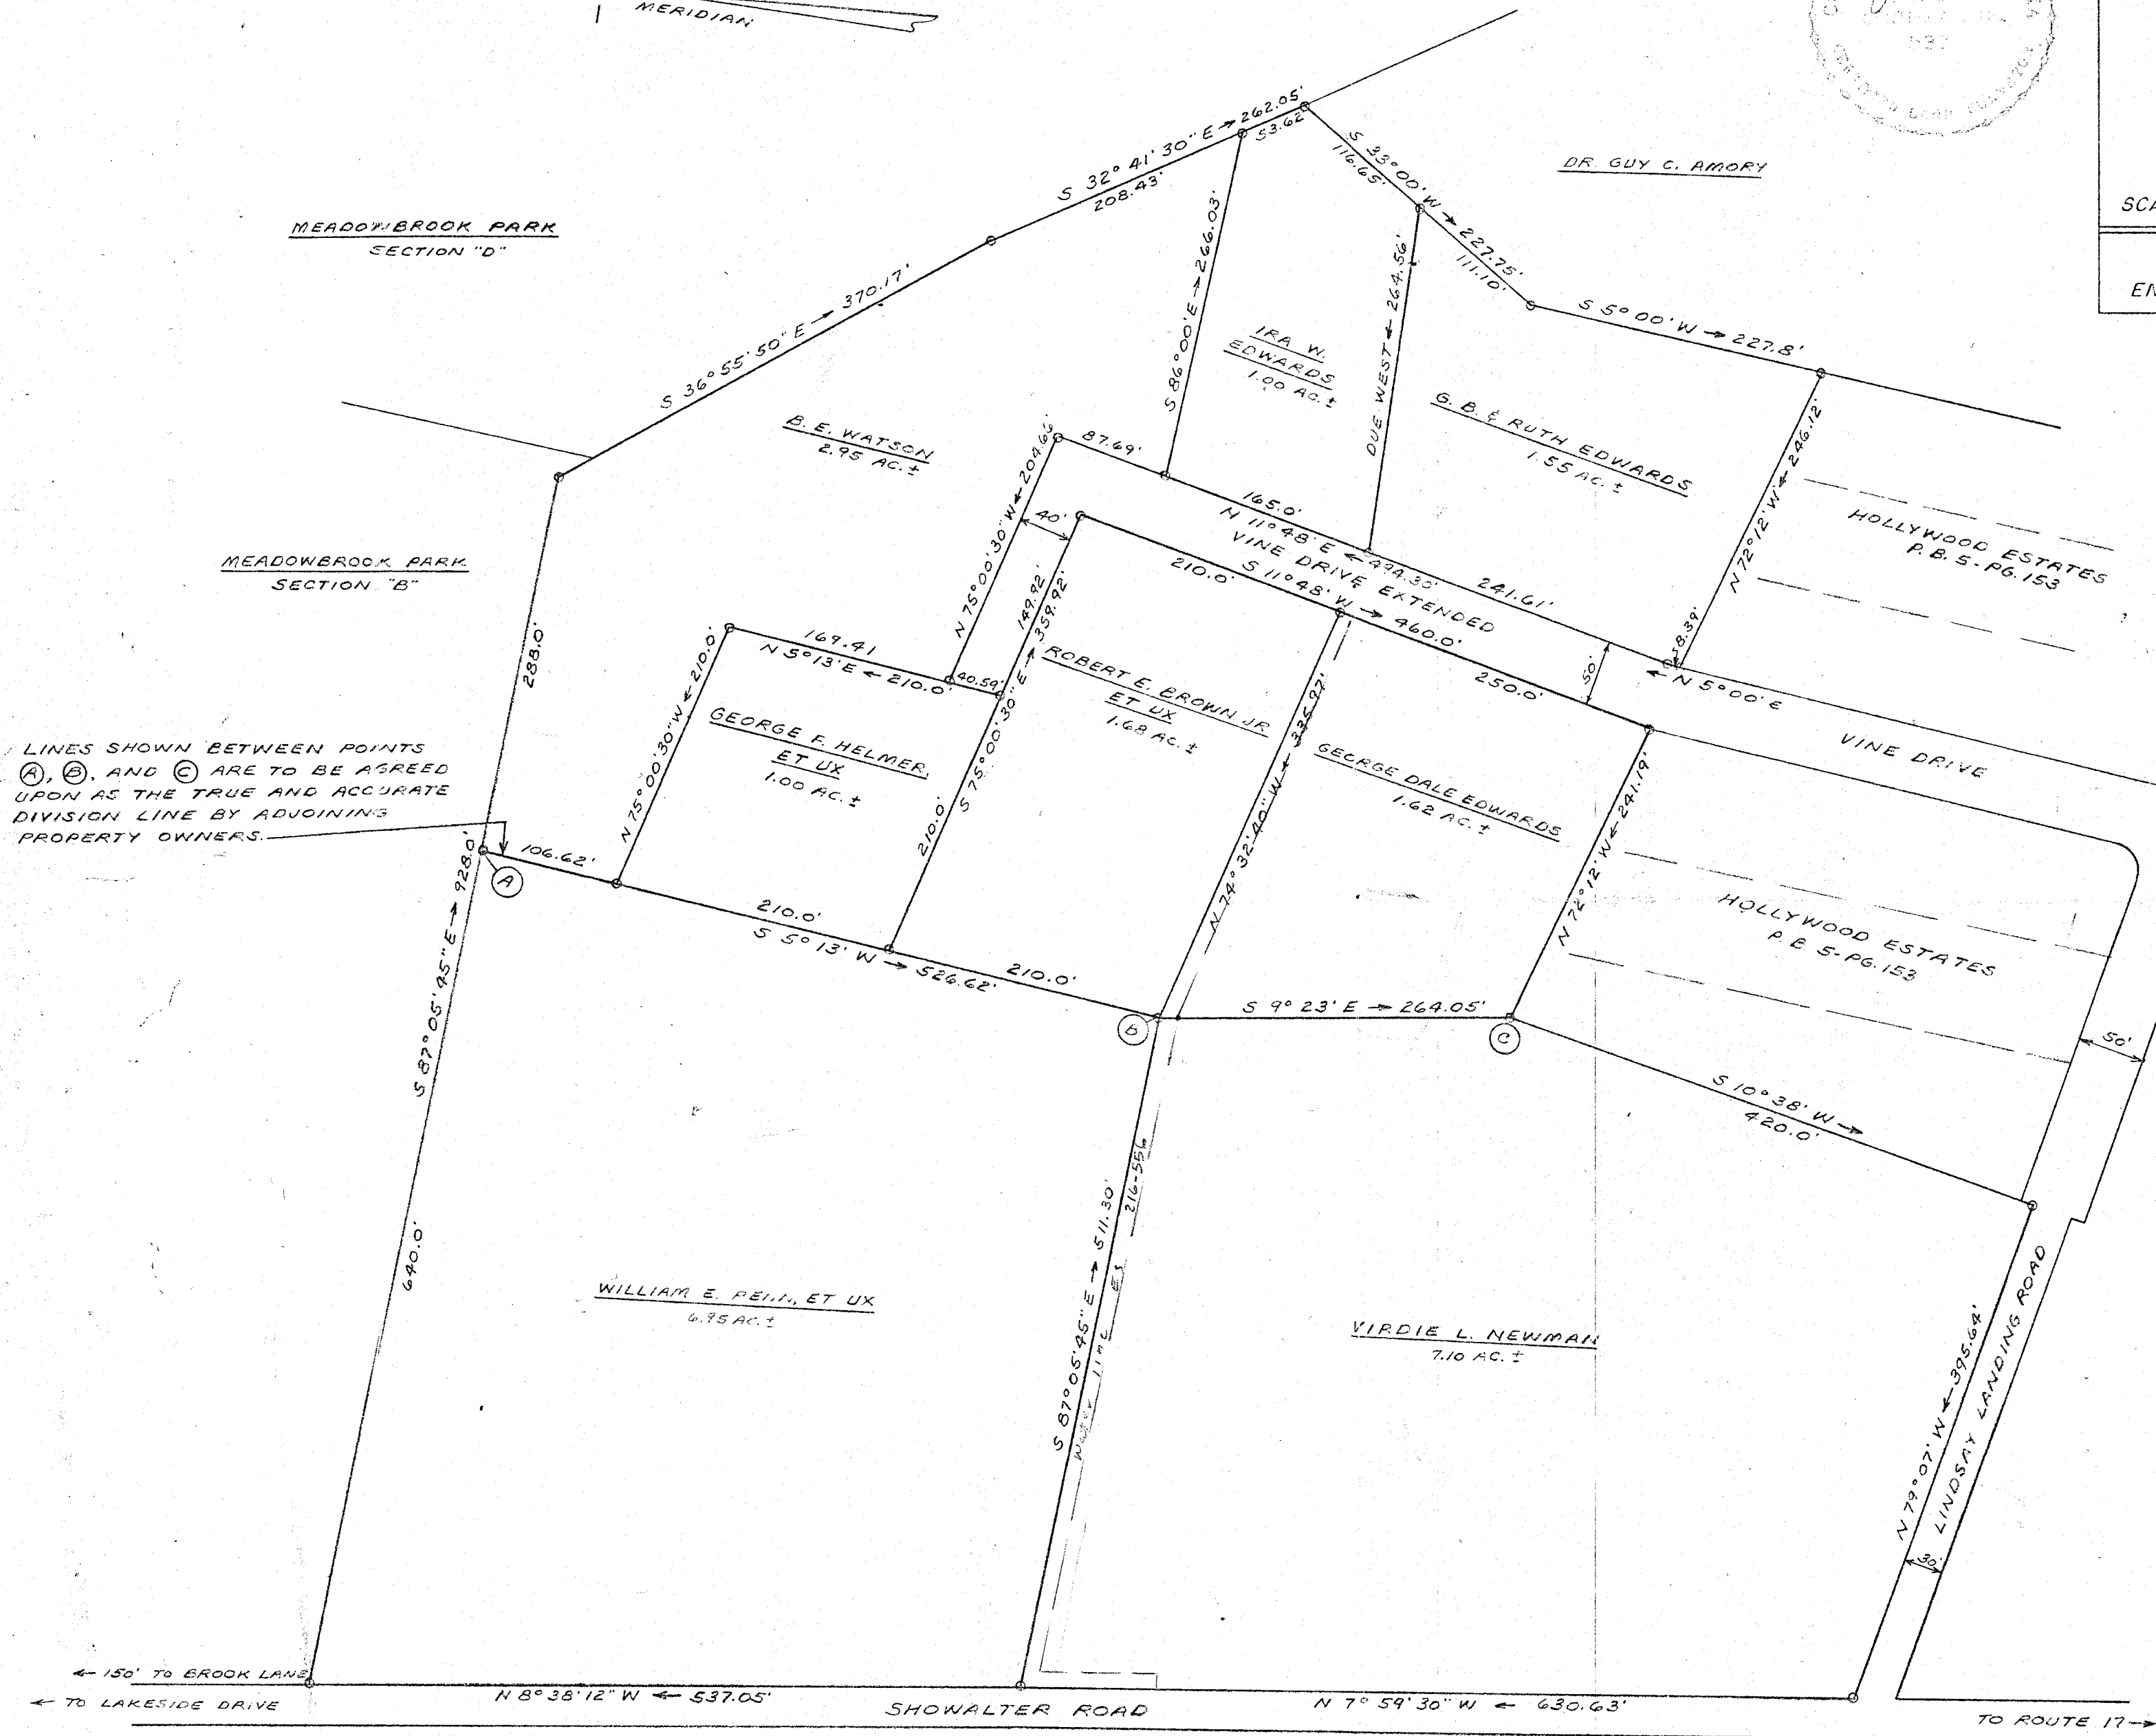 MERIDIAN
SCA
EN
DR. GUY C. AMORY
S 32° 41' 30" E → 262.05'
208.43'
53.62'
S 33°00' W → 227.75'
116.65'
111.10'
S 5°00' W → 227.8'
MEADOWBROOK PARK
SECTION "D"
S 36° 55' 50" E → 370.17'
S 86°00' E → 266.03'
IRA W.
EDWARDS
1.00 AC. ±
DUE WEST ← 264.56'
G. B. & RUTH EDWARDS
1.55 AC. ±
N 72°12' W ← 246.12'
HOLLYWOOD ESTATES
P. B. 5 - PG. 153
B. E. WATSON
2.95 AC. ±
87.69'
N 75°00'30" W ← 204.66'
40'
165.0'
N 11°48' E ← 494.30'
241.61'
58.39'
VINE DRIVE EXTENDED
210.0'
S 11°48' W → 460.0'
250.0'
50'
← N 5°00' E
VINE DRIVE
MEADOWBROOK PARK
SECTION "B"
288.0'
169.41
N 5°13' E ← 210.0'
40.59'
149.92'
S 75°00'30" E → 359.92'
210.0'
N 75°00'30" W ← 210.0'
GEORGE F. HELMER,
ET UX
1.00 AC. ±
ROBERT E. BROWN JR
ET UX
1.68 AC. ±
N 74°32'40" W ← 335.97'
GEORGE DALE EDWARDS
1.62 AC. ±
N 72°12' W ← 241.19'
HOLLYWOOD ESTATES
P. B. 5 - PG. 153
LINES SHOWN BETWEEN POINTS
A, B, AND C ARE TO BE AGREED
UPON AS THE TRUE AND ACCURATE
DIVISION LINE BY ADJOINING
PROPERTY OWNERS.
A
106.62'
210.0'
S 5°13' W → 526.62'
210.0'
B
S 9°23' E → 264.05'
C
S 10°38' W →
420.0'
50'
S 87°05'45" E → 928.0'
640.0'
S 87°05'45" E → 511.30'
216-556
WILLIAM E. PENN, ET UX
6.95 AC. ±
VIRDIE L. NEWMAN
7.10 AC. ±
N 79°07' W ← 395.64'
LINDSAY LANDING ROAD
30'
← 150' TO BROOK LANE
← TO LAKESIDE DRIVE
N 8°38'12" W ← 537.05'
SHOWALTER ROAD
N 7°59'30" W ← 630.63'
TO ROUTE 17 →